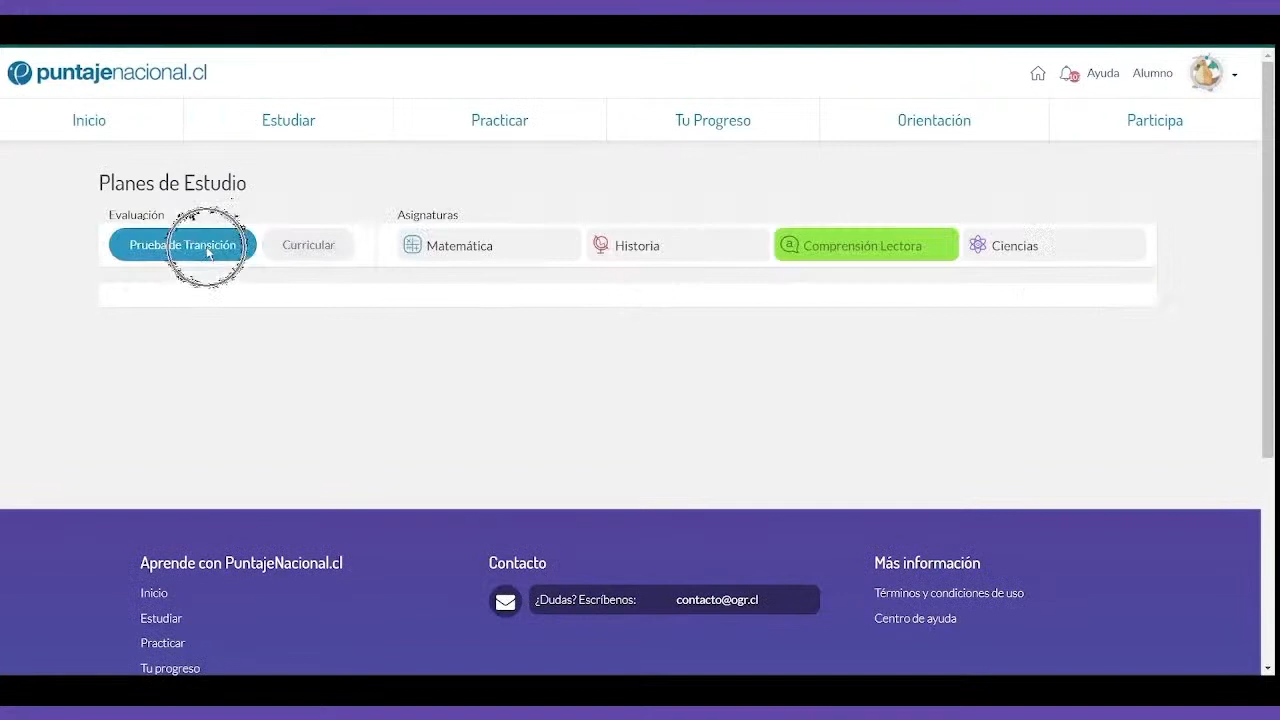 puntajenacional.cl
Ayuda Alumno
Inicio Estudiar Practicar Tu Progreso Orientación Participa
Planes de Estudio
Evaluación Asignaturas
Prueba de Transición Curricular Matemática Historia Comprensión Lectora Ciencias
Aprende con PuntajeNacional.cl Contacto Más información
Inicio ¿Dudas? Escríbenos: contacto@ogr.cl Términos y condiciones de uso
Estudiar Centro de ayuda
Practicar
Tu progreso